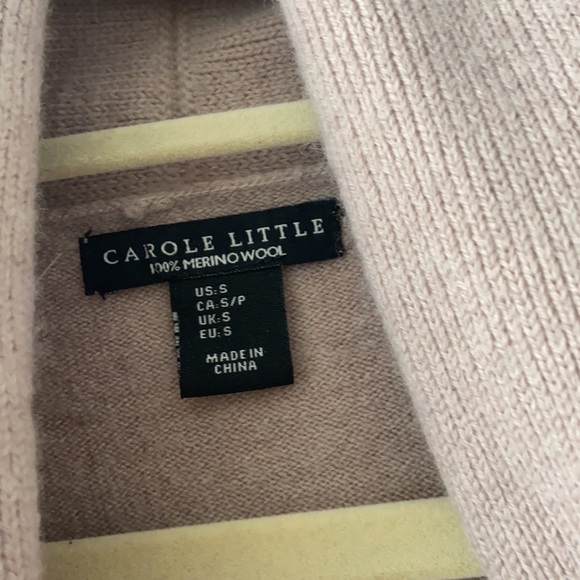 CAROLE LITTLE
100% MERINO WOOL
US:S
CA:S/P
UK:S
EU:S
MADE IN
CHINA